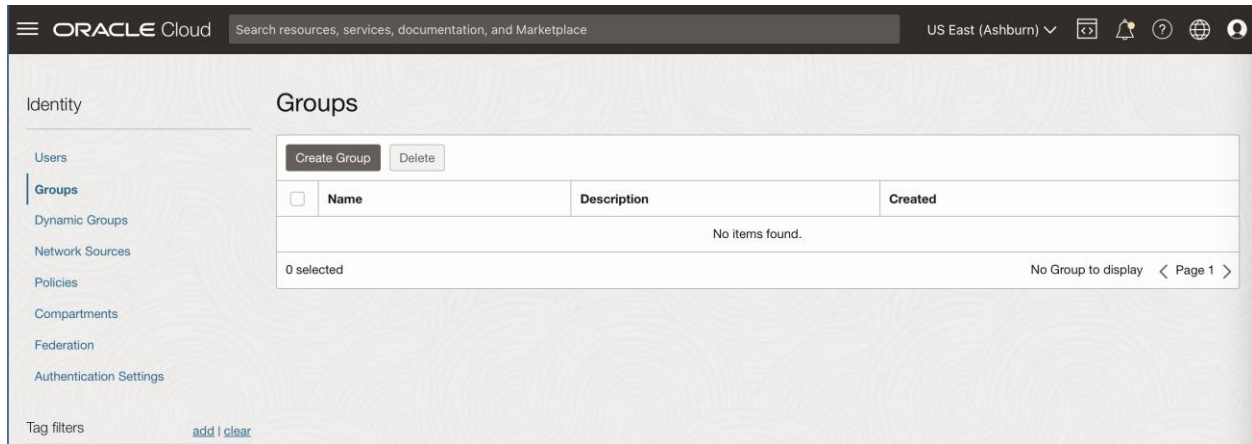 ORACLE Cloud
Search resources, services, documentation, and Marketplace
US East (Ashburn)
Identity
Users
Groups
Dynamic Groups
Network Sources
Policies
Compartments
Federation
Authentication Settings
Tag filters
add | clear
Groups
Create Group
Delete
Name
Description
Created
No items found.
0 selected
No Group to display
< Page 1 >